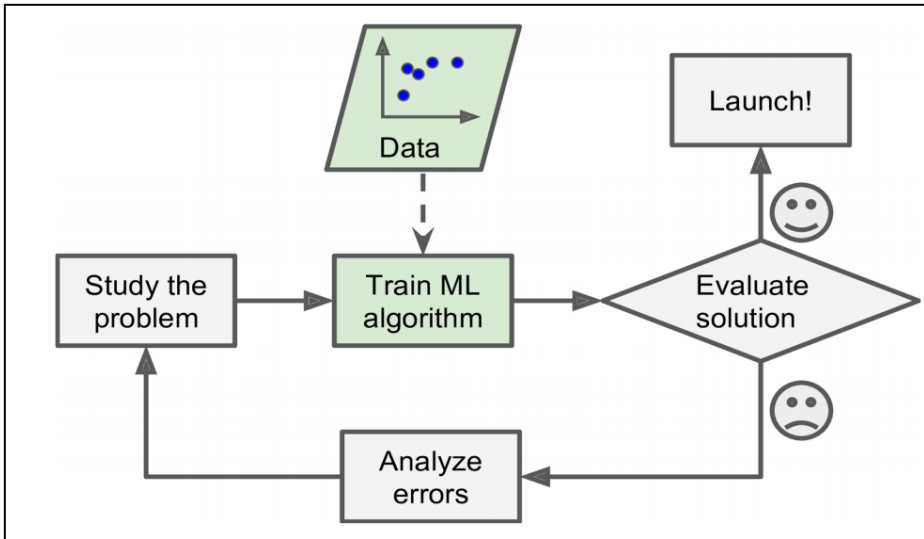 Data
Launch!
Study the
problem
Train ML
algorithm
Evaluate
solution
Analyze
errors